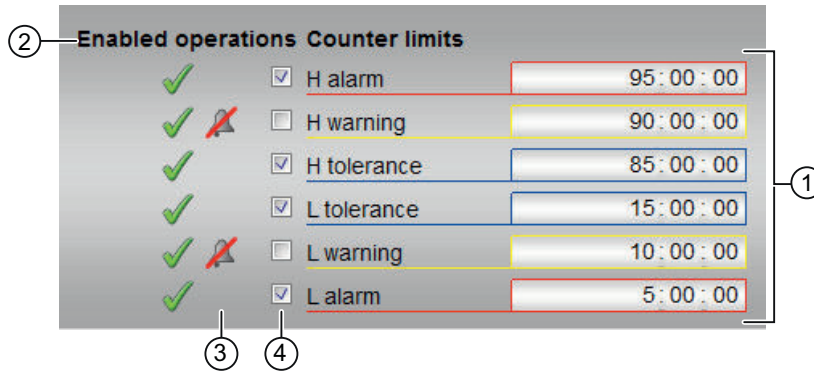 2 Enabled operations Counter limits
H alarm 95:00:00
H warning 90:00:00
H tolerance 85:00:00
1
L tolerance 15:00:00
L warning 10:00:00
L alarm 5:00:00
3 4